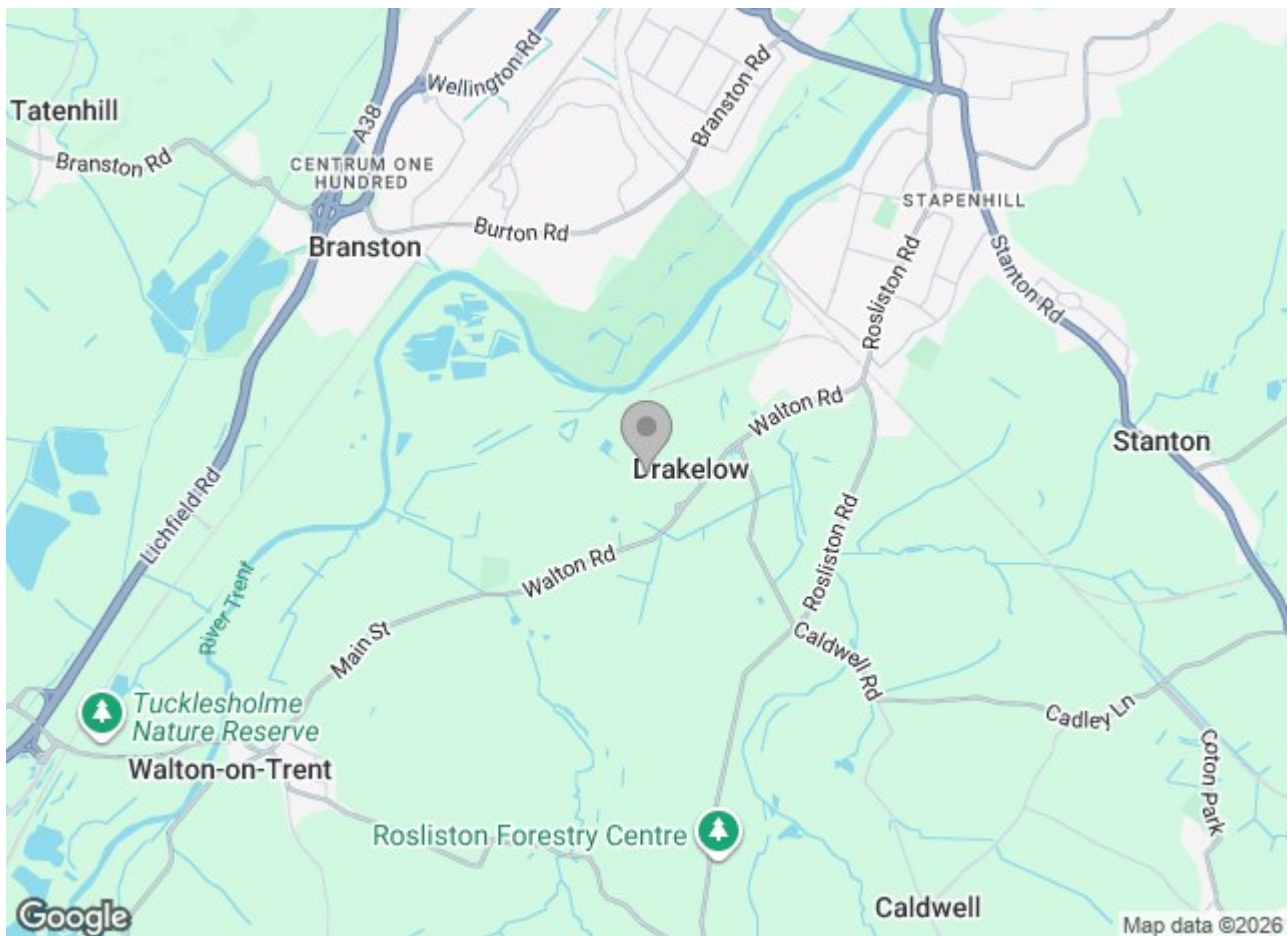 Tatenhill
Branston Rd
A38
Wellington Rd
CENTRUM ONE
HUNDRED
Branston Rd
Burton Rd
Branston
STAPENHILL
Rosliston Rd
Stanton Rd
Walton Rd
Stanton
Drakelow
Lichfield Rd
River Trent
Walton Rd
Rosliston Rd
Main St
Caldwell Rd
Cadley Ln
Coton Park
Tucklesholme
Nature Reserve
Walton-on-Trent
Rosliston Forestry Centre
Caldwell
Google
Map data ©2026